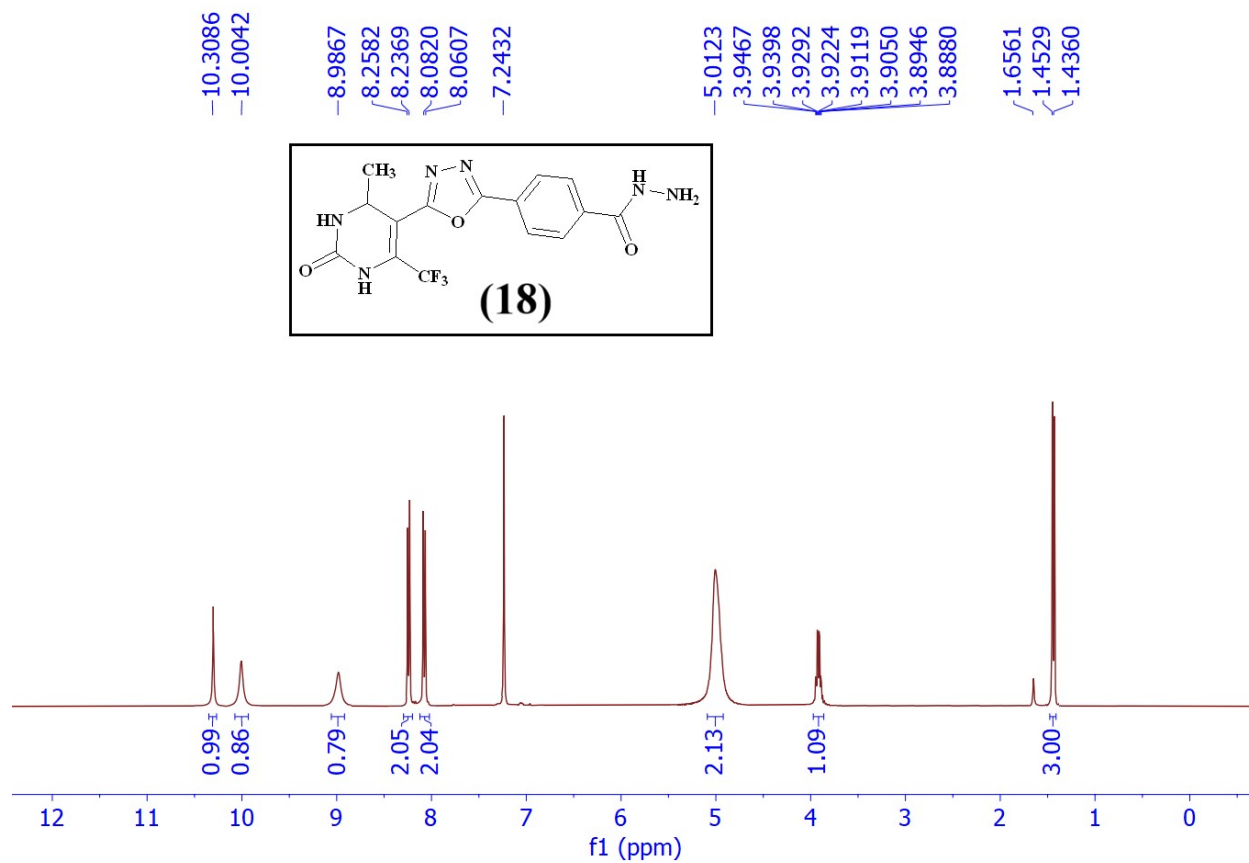 10.3086
10.0042
8.9867
8.2582
8.2369
8.0820
8.0607
7.2432
5.0123
3.9467
3.9398
3.9292
3.9224
3.9119
3.9050
3.8946
3.8880
1.6561
1.4529
1.4360
CH3
N N
H
N NH2
HN
O
O
O
N
H
CF3
(18)
0.99
0.86
0.79
2.05
2.04
2.13
1.09
3.00
12 11 10 9 8 7 6 5 4 3 2 1 0
f1 (ppm)